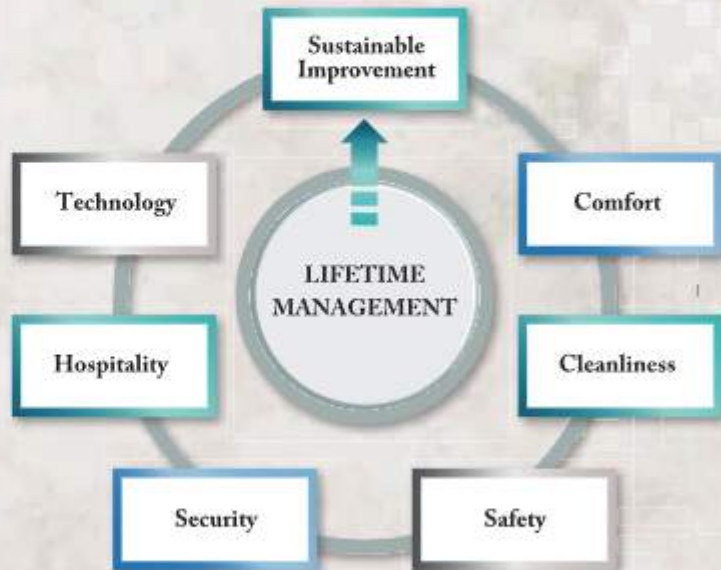 Sustainable
Improvement
Technology
Comfort
LIFETIME
MANAGEMENT
Hospitality
Cleanliness
Security
Safety